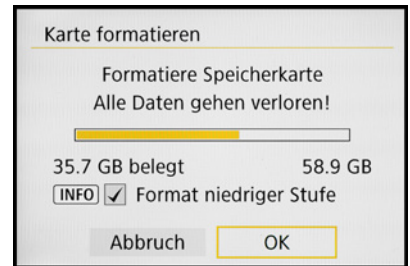 Karte formatieren
Formatiere Speicherkarte
Alle Daten gehen verloren!
35.7 GB belegt 58.9 GB
INFO ✓ Format niedriger Stufe
Abbruch OK